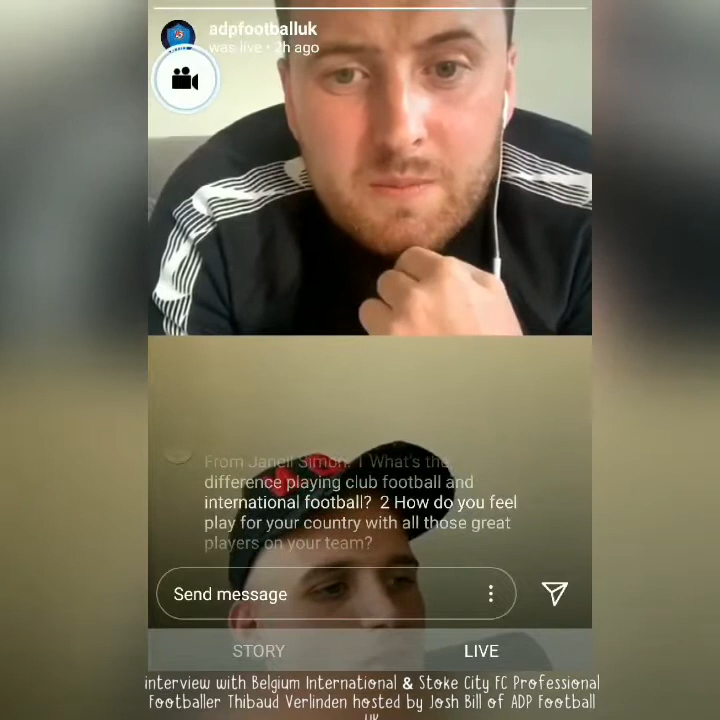 adpfootballuk
was live • 2h ago
From Janell Simon: 1 What's the
difference playing club football and
international football? 2 How do you feel
play for your country with all those great
players on your team?
Send message
STORY
LIVE
interview with Belgium International & Stoke City FC Professional
Footballer Thibaud Verlinden hosted by Josh Bill of ADP Football
UK